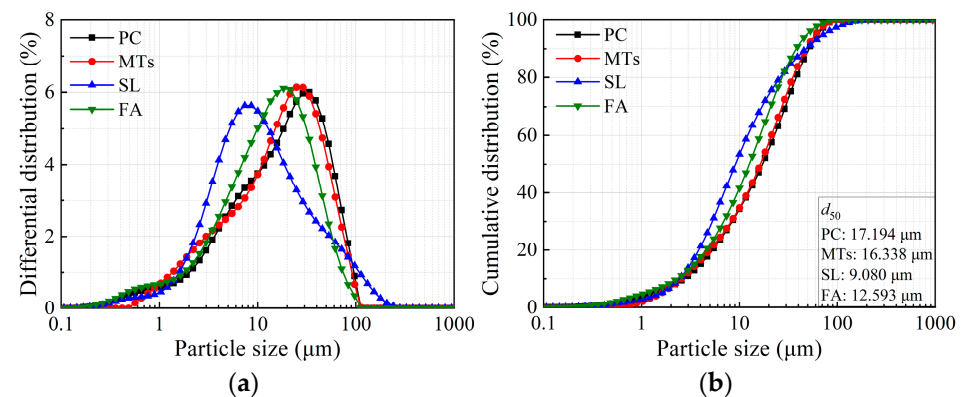 8
6
4
2
0
Differential distribution (%)
PC
MTs
SL
FA
0.1 1 10 100 1000
Particle size (μm)
(a)
100
80
60
40
20
0
Cumulative distribution (%)
PC
MTs
SL
FA
d50
PC: 17.194 μm
MTs: 16.338 μm
SL: 9.080 μm
FA: 12.593 μm
0.1 1 10 100 1000
Particle size (μm)
(b)